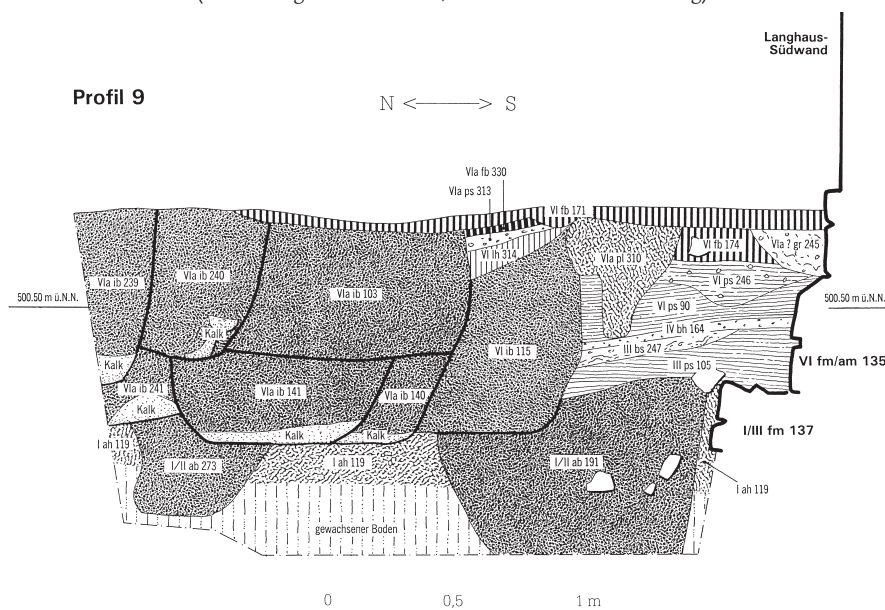 Langhaus-
Südwand
Profil 9
N <———> S
VIa fb 330
VIa ps 313
VI fb 171
VI lh 314
VIa pl 310
VI fb 174
VIa ? gr 245
VIa ib 239
VIa ib 240
VIa ib 103
VI ps 246
500.50 m ü.N.N.
500.50 m ü.N.N.
VI ps 90
Kalk
IV bh 164
VI ib 115
III bs 247
Kalk
III ps 105
VI fm/am 135
VIa ib 241
VIa ib 141
VIa ib 140
Kalk
I/III fm 137
Kalk
Kalk
I ah 119
I/II ab 273
I ah 119
I/II ab 191
I ah 119
gewachsener Boden
0 0,5 1 m